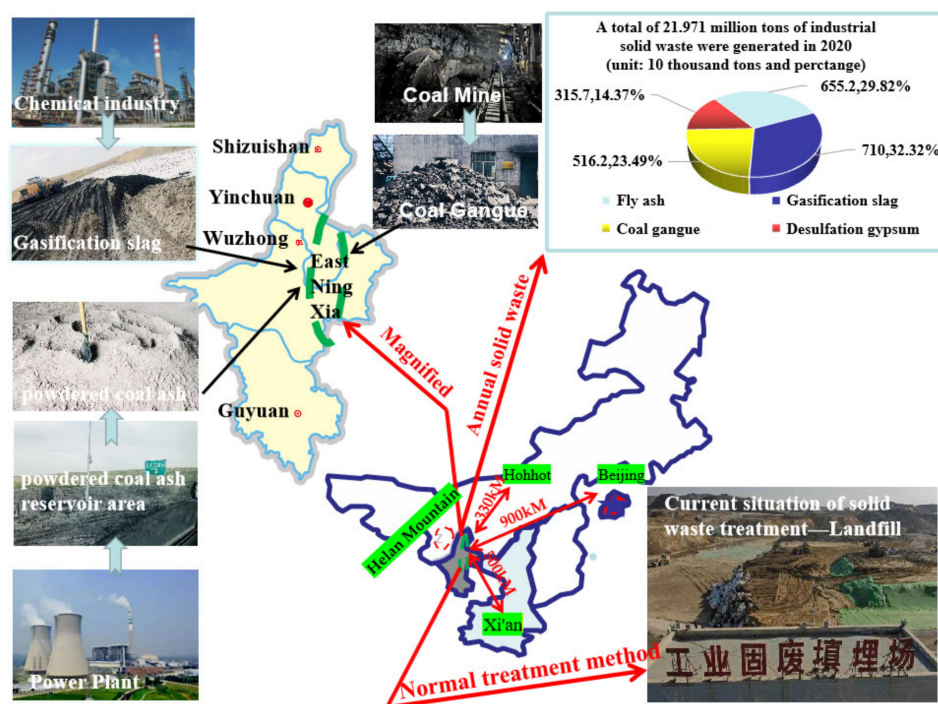 Chemical industry
Gasification slag
powdered coal ash
powdered coal ash
reservoir area
Power Plant
Coal Mine
Coal Gangue
Shizuishan
Yinchuan
Wuzhong
East
Ning
Xia
Guyuan
A total of 21.971 million tons of industrial
solid waste were generated in 2020
(unit: 10 thousand tons and perctange)
315.7,14.37%
655.2,29.82%
516.2,23.49%
710,32.32%
Fly ash
Gasification slag
Coal gangue
Desulfation gypsum
Magnified
Annual solid waste
Helan Mountain
Hohhot
Beijing
330kM
900kM
Xi'an
Normal treatment method
Current situation of solid
waste treatment—Landfill
工业固废填埋场